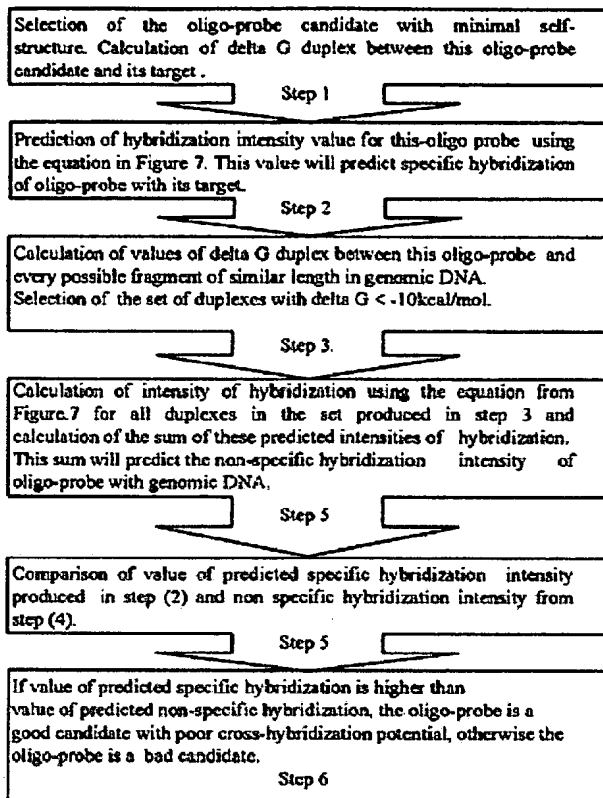 Selection of the oligo-probe candidate with minimal self-
structure. Calculation of delta G duplex between this oligo-probe
candidate and its target .
Step 1
Prediction of hybridization intensity value for this-oligo probe using
the equation in Figure 7. This value will predict specific hybridization
of oligo-probe with its target.
Step 2
Calculation of values of delta G duplex between this oligo-probe and
every possible fragment of similar length in genomic DNA.
Selection of the set of duplexes with delta G < -10kcal/mol.
Step 3.
Calculation of intensity of hybridization using the equation from
Figure.7 for all duplexes in the set produced in step 3 and
calculation of the sum of these predicted intensities of hybridization.
This sum will predict the non-specific hybridization intensity of
oligo-probe with genomic DNA.
Step 5
Comparison of value of predicted specific hybridization intensity
produced in step (2) and non specific hybridization intensity from
step (4).
Step 5
If value of predicted specific hybridization is higher than
value of predicted non-specific hybridization, the oligo-probe is a
good candidate with poor cross-hybridization potential, otherwise the
oligo-probe is a bad candidate.
Step 6